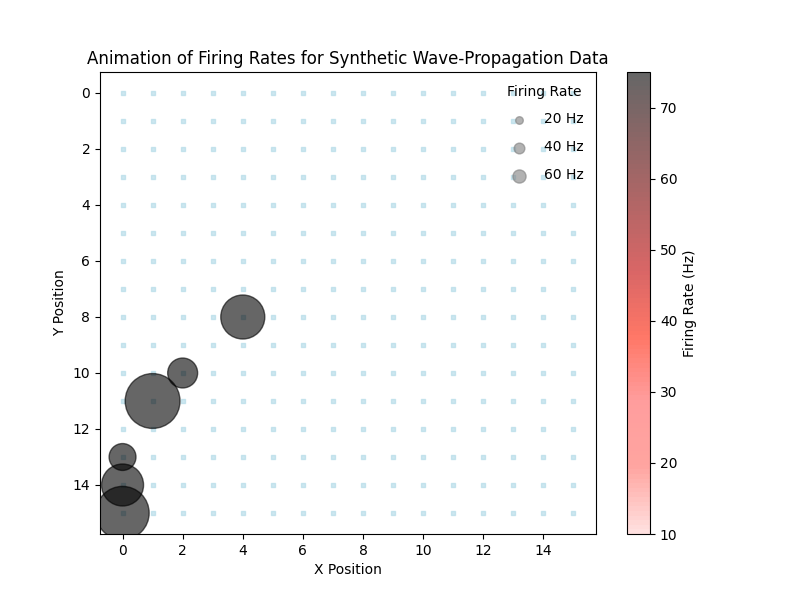 Animation of Firing Rates for Synthetic Wave-Propagation Data
Firing Rate
20 Hz
40 Hz
60 Hz
0
2
4
6
8
10
12
14
Y Position
0
2
4
6
8
10
12
14
X Position
70
60
50
40
30
20
10
Firing Rate (Hz)